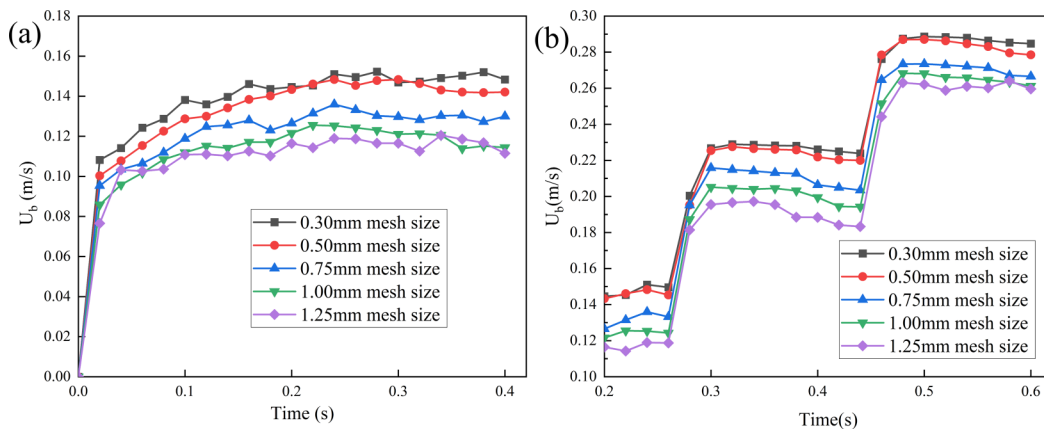 (a)
0.18
0.16
0.14
0.12
0.10
0.08
0.06
0.04
0.02
0.00
U_b (m/s)
0.0 0.1 0.2 0.3 0.4
Time (s)
0.30mm mesh size
0.50mm mesh size
0.75mm mesh size
1.00mm mesh size
1.25mm mesh size
(b)
0.30
0.28
0.26
0.24
0.22
0.20
0.18
0.16
0.14
0.12
0.10
U_b(m/s)
0.2 0.3 0.4 0.5 0.6
Time(s)
0.30mm mesh size
0.50mm mesh size
0.75mm mesh size
1.00mm mesh size
1.25mm mesh size